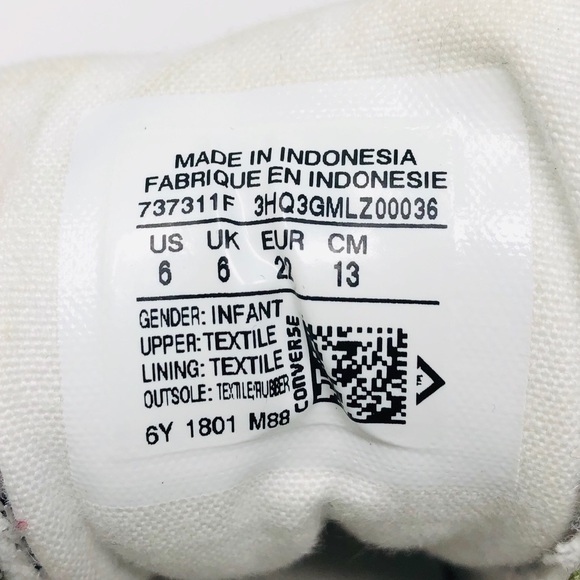 MADE IN INDONESIA
FABRIQUE EN INDONESIE
737311F 3HQ3GMLZ00036
US UK EUR CM
6 6 22 13
GENDER: INFANT
UPPER: TEXTILE
LINING: TEXTILE
OUTSOLE: TEXTILE/RUBBER
6Y 1801 M88
CONVERSE
E